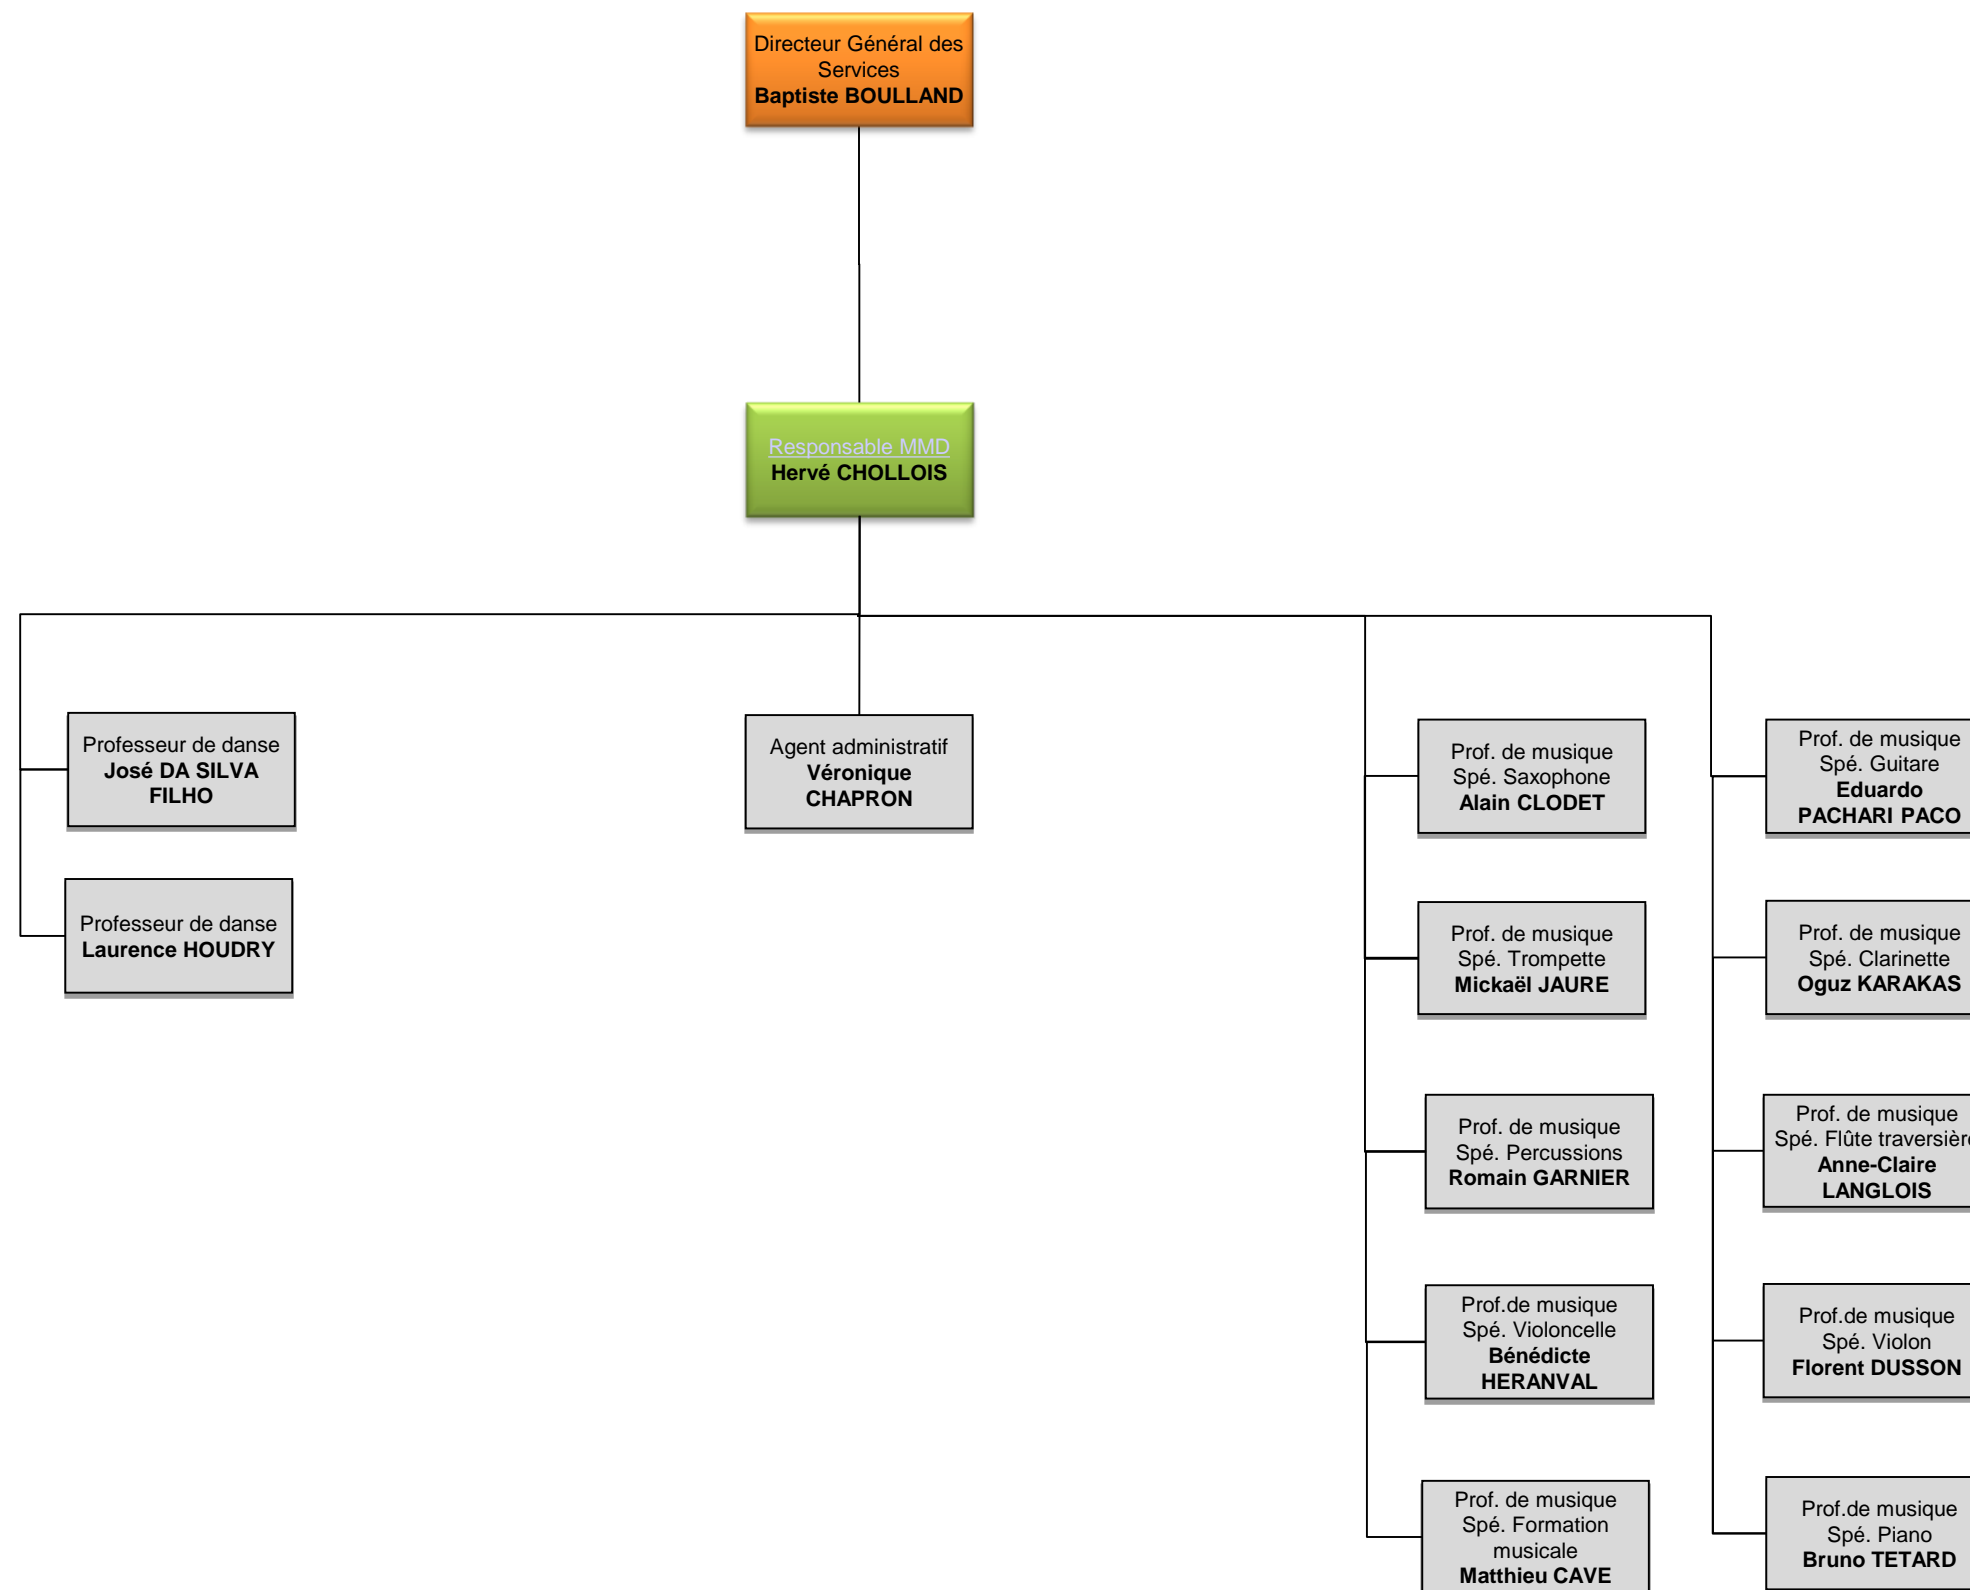 Directeur Général des
Services
Baptiste BOULLAND
Responsable MMD
Hervé CHOLLOIS
Professeur de danse
José DA SILVA
FILHO
Professeur de danse
Laurence HOUDRY
Agent administratif
Véronique
CHAPRON
Prof. de musique
Spé. Saxophone
Alain CLODET
Prof. de musique
Spé. Trompette
Mickaël JAURE
Prof. de musique
Spé. Percussions
Romain GARNIER
Prof.de musique
Spé. Violoncelle
Bénédicte
HERANVAL
Prof. de musique
Spé. Formation
musicale
Matthieu CAVE
Prof. de musique
Spé. Guitare
Eduardo
PACHARI PACO
Prof. de musique
Spé. Clarinette
Oguz KARAKAS
Prof. de musique
Spé. Flûte traversière
Anne-Claire
LANGLOIS
Prof.de musique
Spé. Violon
Florent DUSSON
Prof.de musique
Spé. Piano
Bruno TETARD